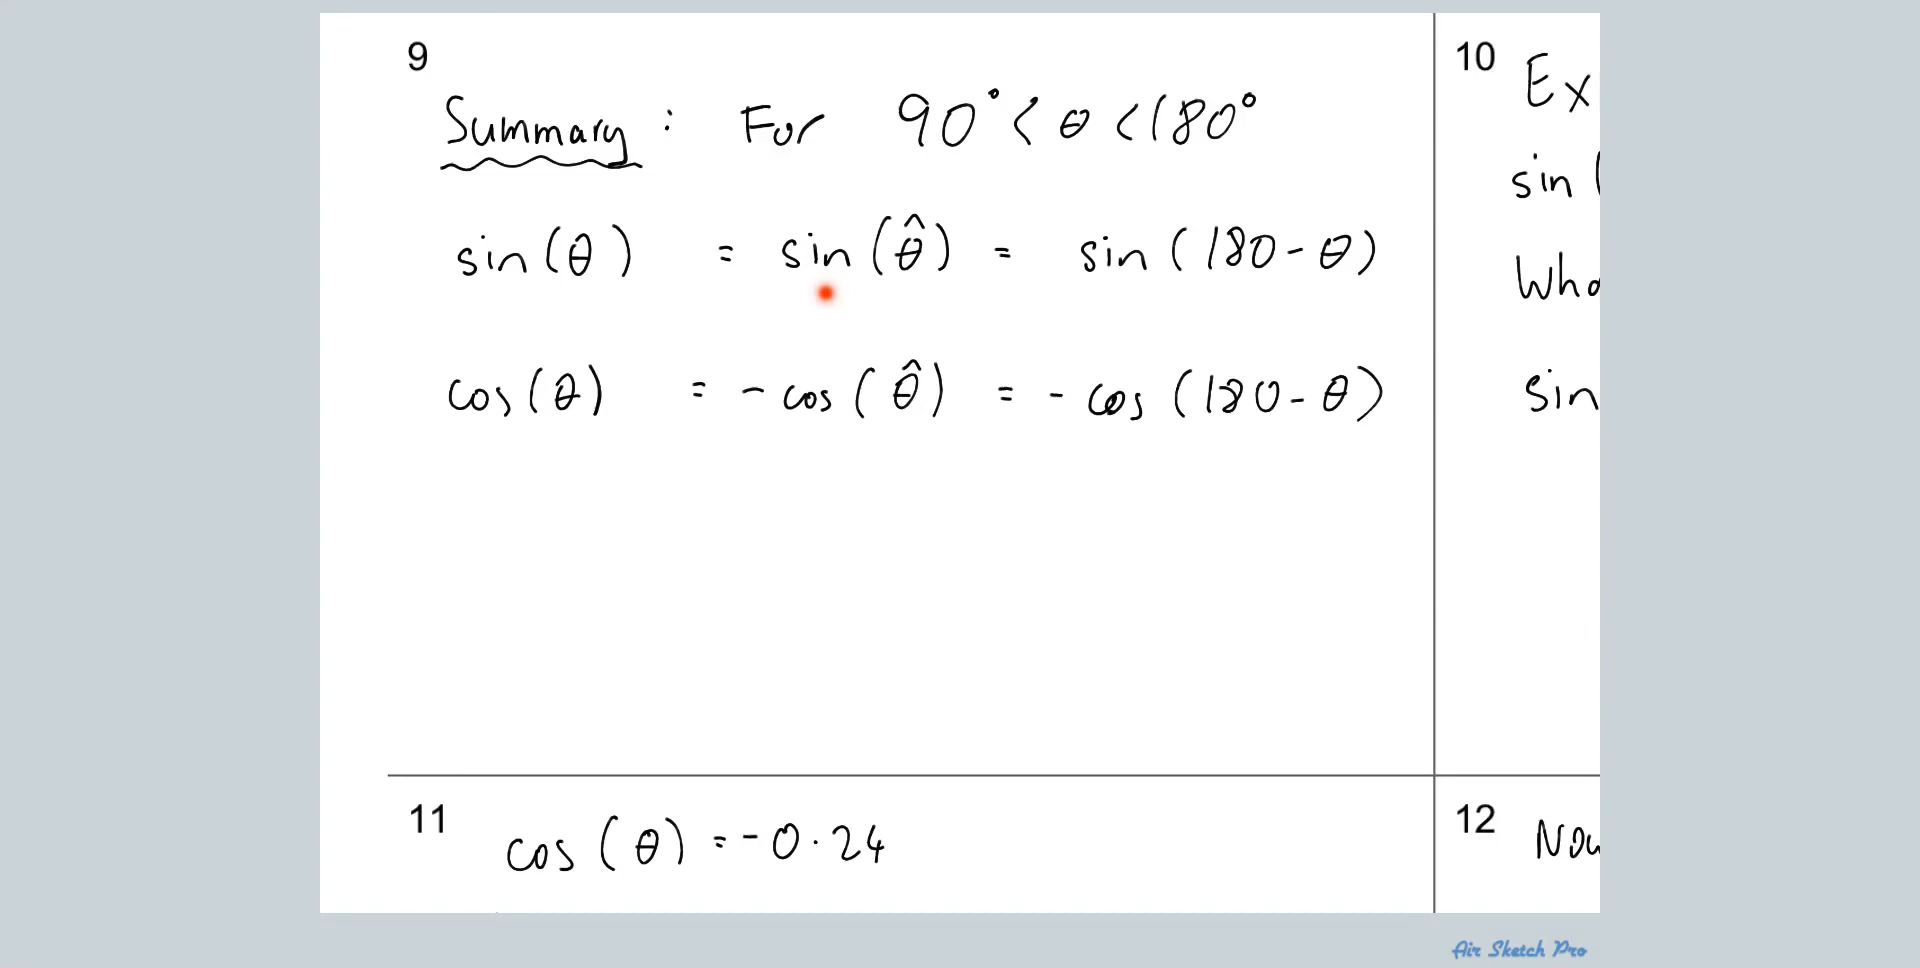 9
Summary : For 90° < θ < 180°
sin(θ) = sin(θ̂) = sin(180-θ)
cos(θ) = -cos(θ̂) = -cos(180-θ)
10
Ex
sin(
sin
11
cos(θ) = -0.24
12
Air Sketch Pro